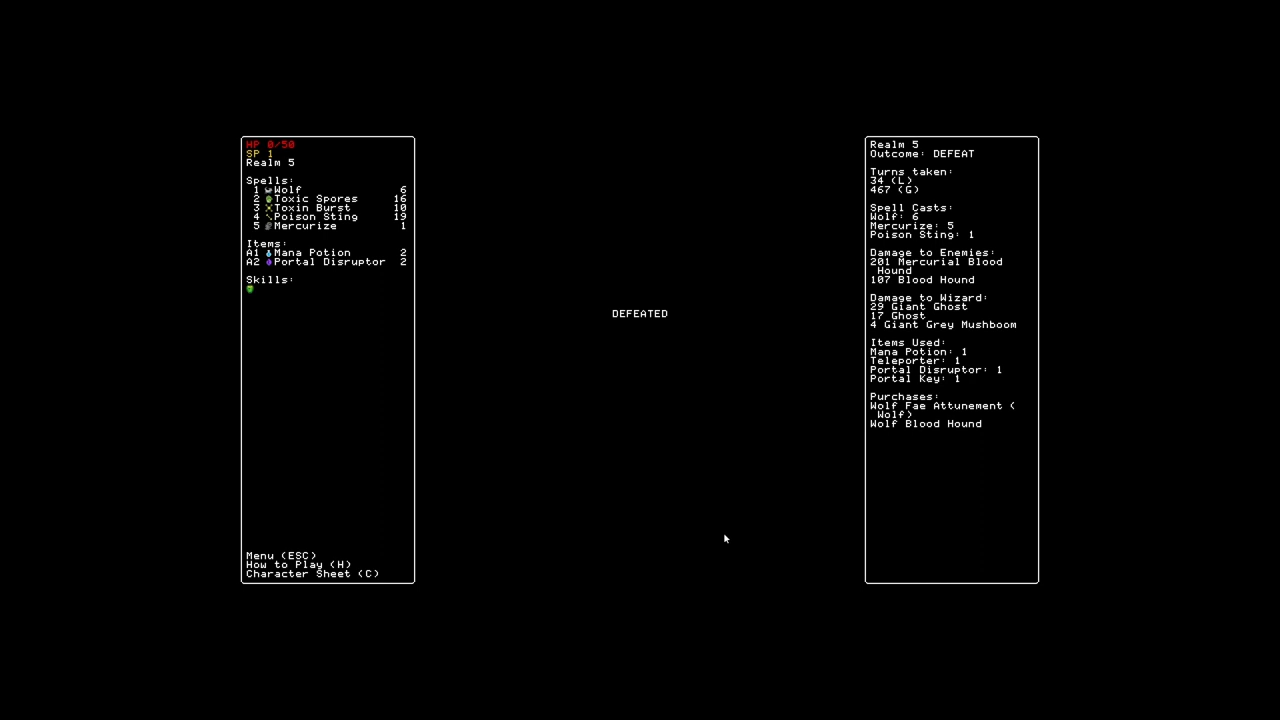 HP 0/50
SP 1
Realm 5
Spells:
1 Wolf 6
2 Toxic Spores 16
3 Toxin Burst 10
4 Poison Sting 19
5 Mercurize 1
Items:
A1 Mana Potion 2
A2 Portal Disruptor 2
Skills:
Menu (ESC)
How to Play (H)
Character Sheet (C)
DEFEATED
Realm 5
Outcome: DEFEAT
Turns taken:
34 (L)
467 (G)
Spell Casts:
Wolf: 6
Mercurize: 5
Poison Sting: 1
Damage to Enemies:
201 Mercurial Blood
Hound
107 Blood Hound
Damage to Wizard:
29 Giant Ghost
17 Ghost
4 Giant Grey Mushboom
Items Used:
Mana Potion: 1
Teleporter: 1
Portal Disruptor: 1
Portal Key: 1
Purchases:
Wolf Fae Attunement (
Wolf)
Wolf Blood Hound